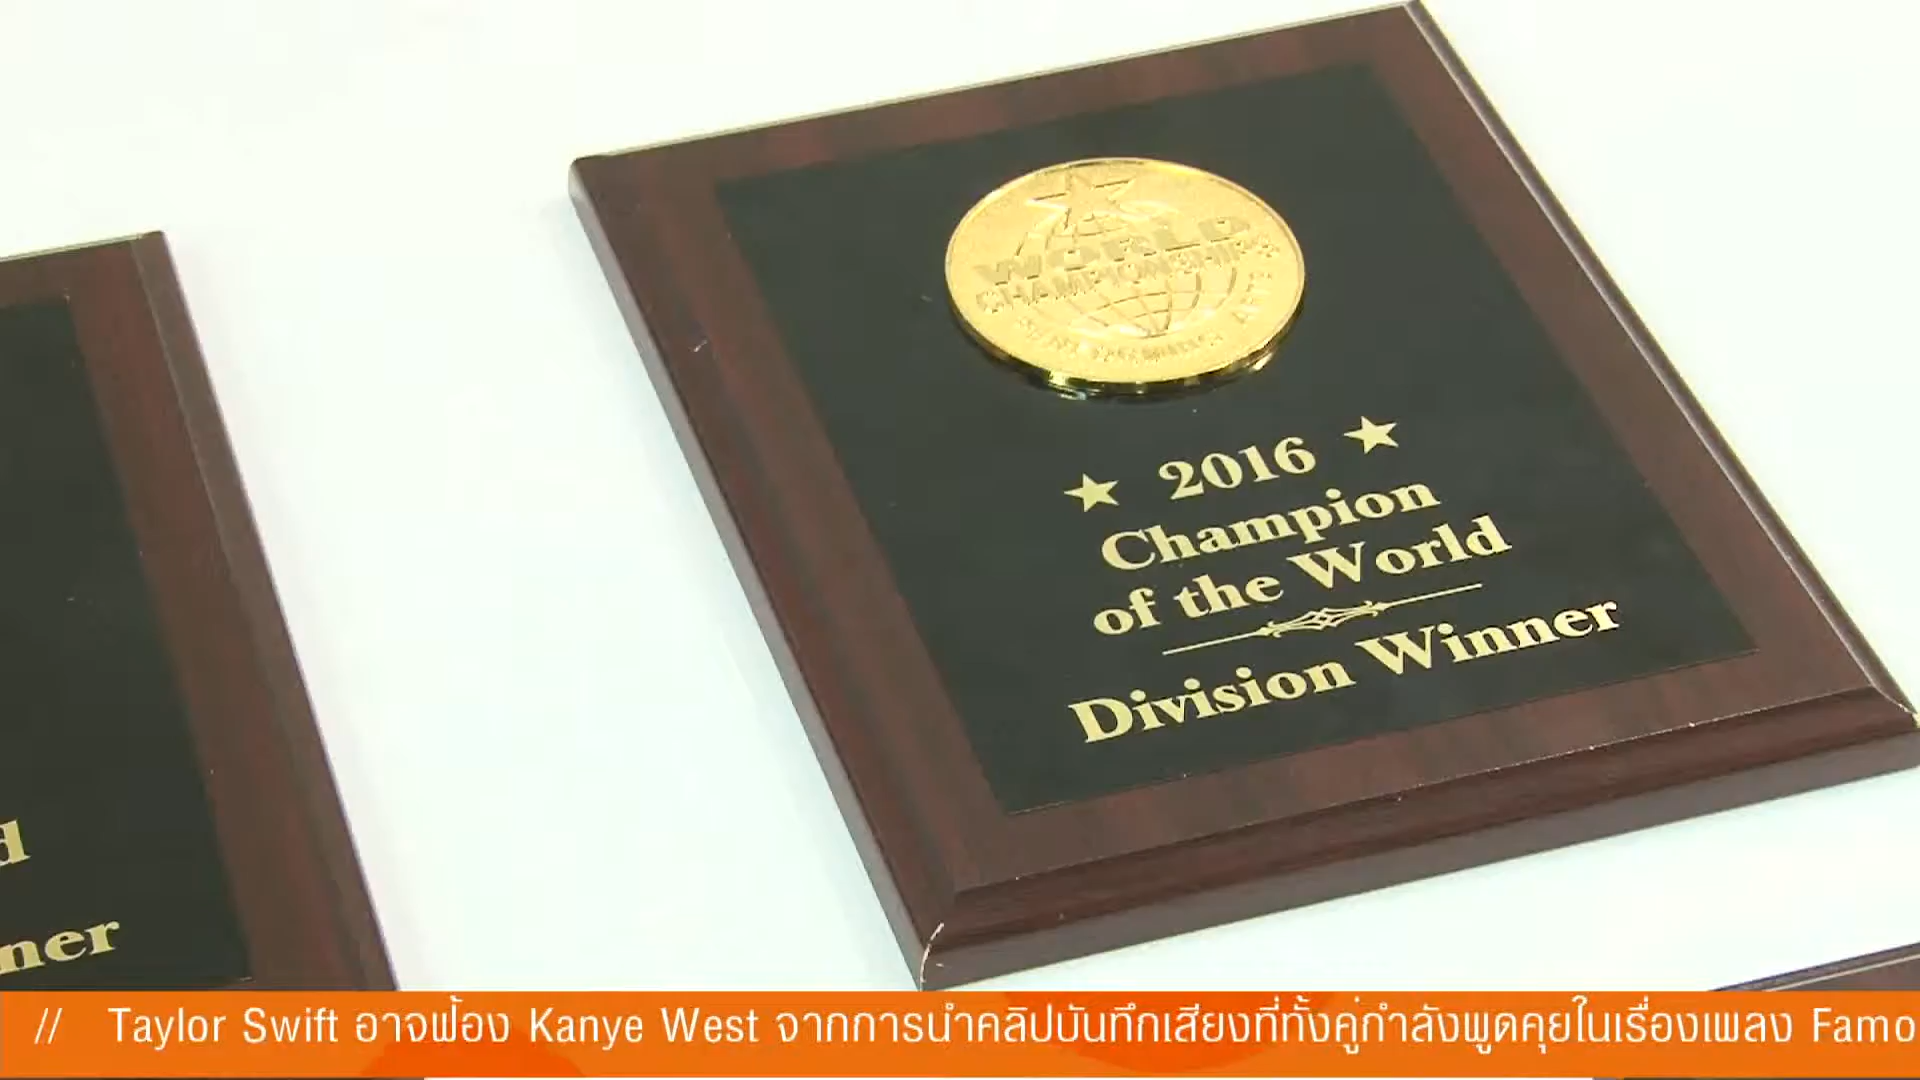 WORLD
CHAMPIONSHIPS
ARTS
★ 2016 ★
Champion
of the World
Division Winner
d
ner
// Taylor Swift อาจฟ้อง Kanye West จากการนำคลิปบันทึกเสียงที่ทั้งคู่กำลังพูดคุยในเรื่องเพลง Famo